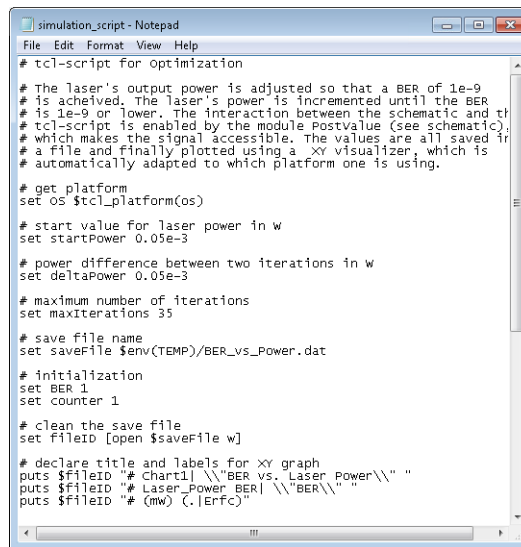 simulation_script - Notepad
File Edit Format View Help
# tcl-script for Optimization
# The laser's output power is adjusted so that a BER of 1e-9
# is acheived. The laser's power is incremented until the BER
# is 1e-9 or lower. The interaction between the schematic and th
# tcl-script is enabled by the module PostValue (see schematic),
# which makes the signal accessible. The values are all saved in
# a file and finally plotted using a XY visualizer, which is
# automatically adapted to which platform one is using.
# get platform
set os $tcl_platform(os)
# start value for laser power in W
set startPower 0.05e-3
# power difference between two iterations in W
set deltaPower 0.05e-3
# maximum number of iterations
set maxIterations 35
# save file name
set saveFile $env(TEMP)/BER_vs_Power.dat
# initialization
set BER 1
set counter 1
# clean the save file
set fileID [open $saveFile w]
# declare title and labels for XY graph
puts $fileID "# Chart1| \\"BER vs. Laser Power\\" "
puts $fileID "# Laser_Power BER| \\"BER\\" "
puts $fileID "# (mW) (.|Erfc)"